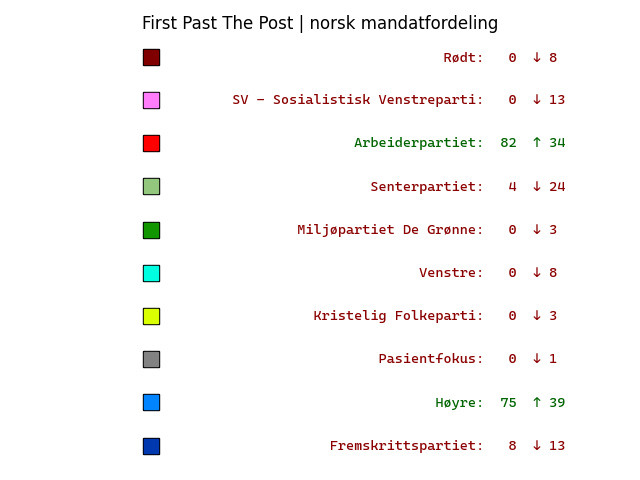 First Past The Post | norsk mandatfordeling
Rødt: 0 ↓ 8
SV – Sosialistisk Venstreparti: 0 ↓ 13
Arbeiderpartiet: 82 ↑ 34
Senterpartiet: 4 ↓ 24
Miljøpartiet De Grønne: 0 ↓ 3
Venstre: 0 ↓ 8
Kristelig Folkeparti: 0 ↓ 3
Pasientfokus: 0 ↓ 1
Høyre: 75 ↑ 39
Fremskrittspartiet: 8 ↓ 13